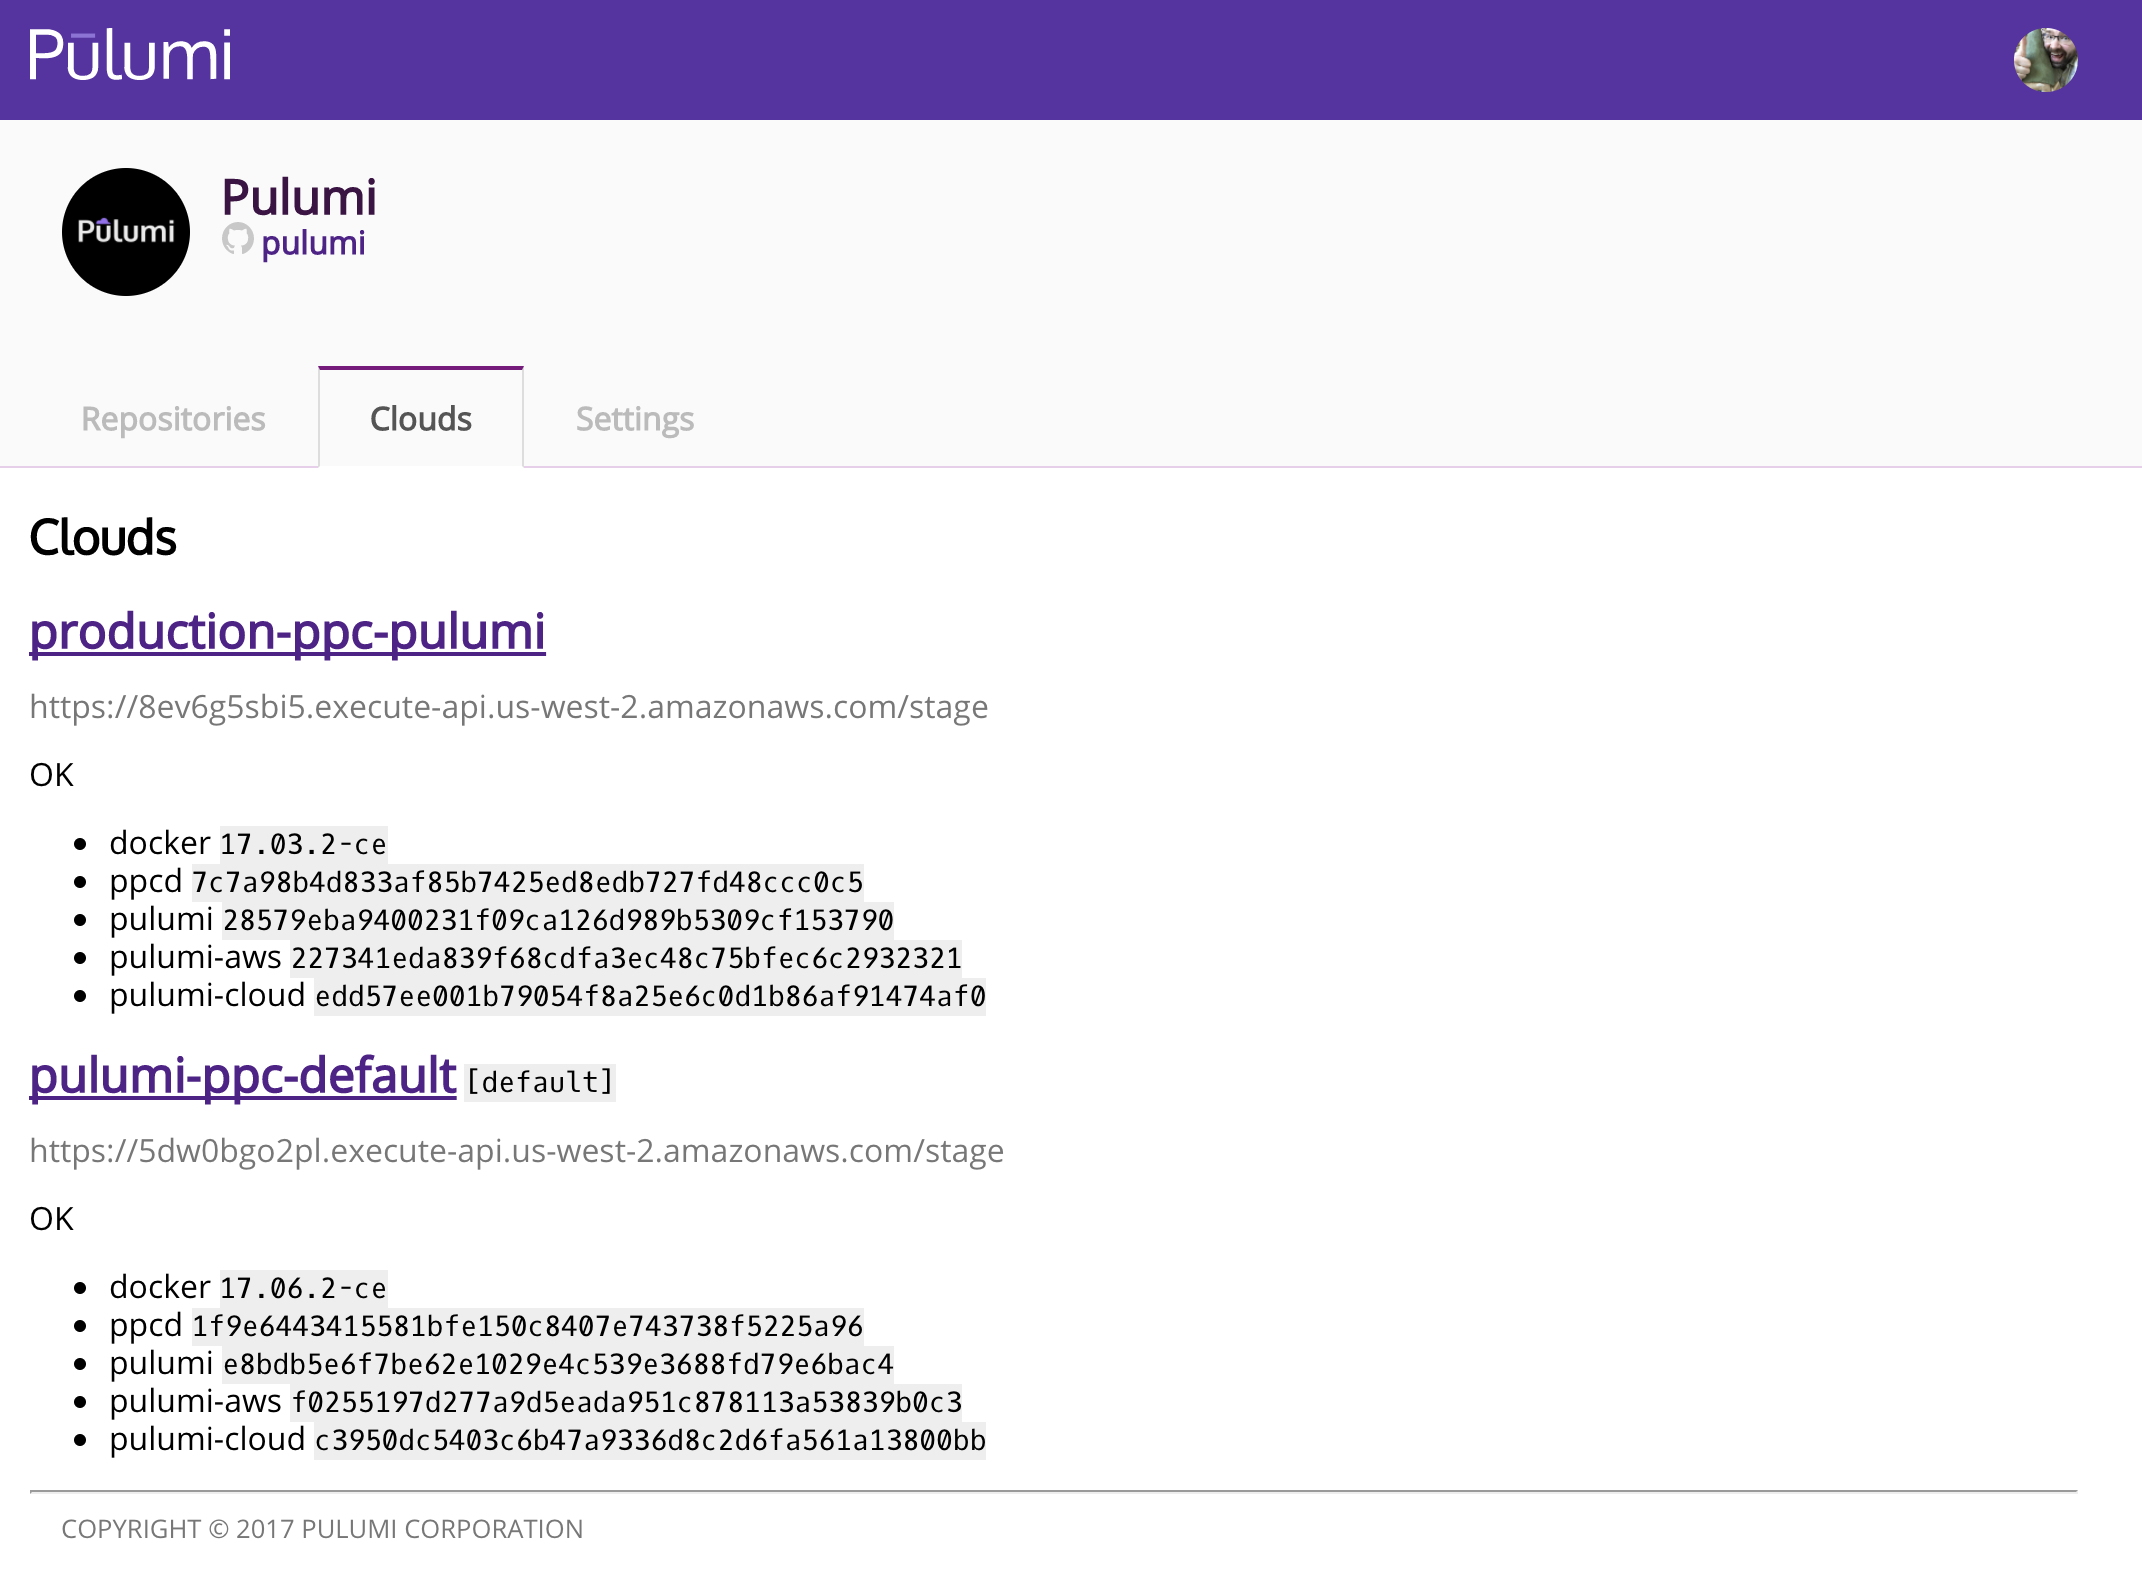 Pūlumi
Pulumi
Pulumi
pulumi
Repositories Clouds Settings
Clouds
production-ppc-pulumi
https://8ev6g5sbi5.execute-api.us-west-2.amazonaws.com/stage
OK
docker 17.03.2-ce
ppcd 7c7a98b4d833af85b7425ed8edb727fd48ccc0c5
pulumi 28579eba9400231f09ca126d989b5309cf153790
pulumi-aws 227341eda839f68cdfa3ec48c75bfec6c2932321
pulumi-cloud edd57ee001b79054f8a25e6c0d1b86af91474af0
pulumi-ppc-default [default]
https://5dw0bgo2pl.execute-api.us-west-2.amazonaws.com/stage
OK
docker 17.06.2-ce
ppcd 1f9e6443415581bfe150c8407e743738f5225a96
pulumi e8bdb5e6f7be62e1029e4c539e3688fd79e6bac4
pulumi-aws f0255197d277a9d5eada951c878113a53839b0c3
pulumi-cloud c3950dc5403c6b47a9336d8c2d6fa561a13800bb
COPYRIGHT © 2017 PULUMI CORPORATION